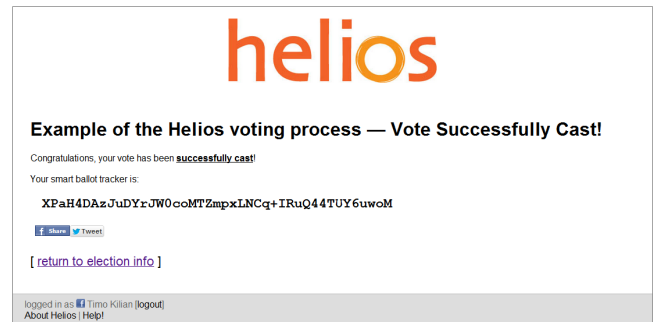 helios
Example of the Helios voting process — Vote Successfully Cast!
Congratulations, your vote has been successfully cast!
Your smart ballot tracker is:
XPaH4DAzJuDYrJW0coMTZmpxLNCq+IRuQ44TUY6uwoM
f Share Tweet
[ return to election info ]
logged in as f Timo Kilian [logout]
About Helios | Help!